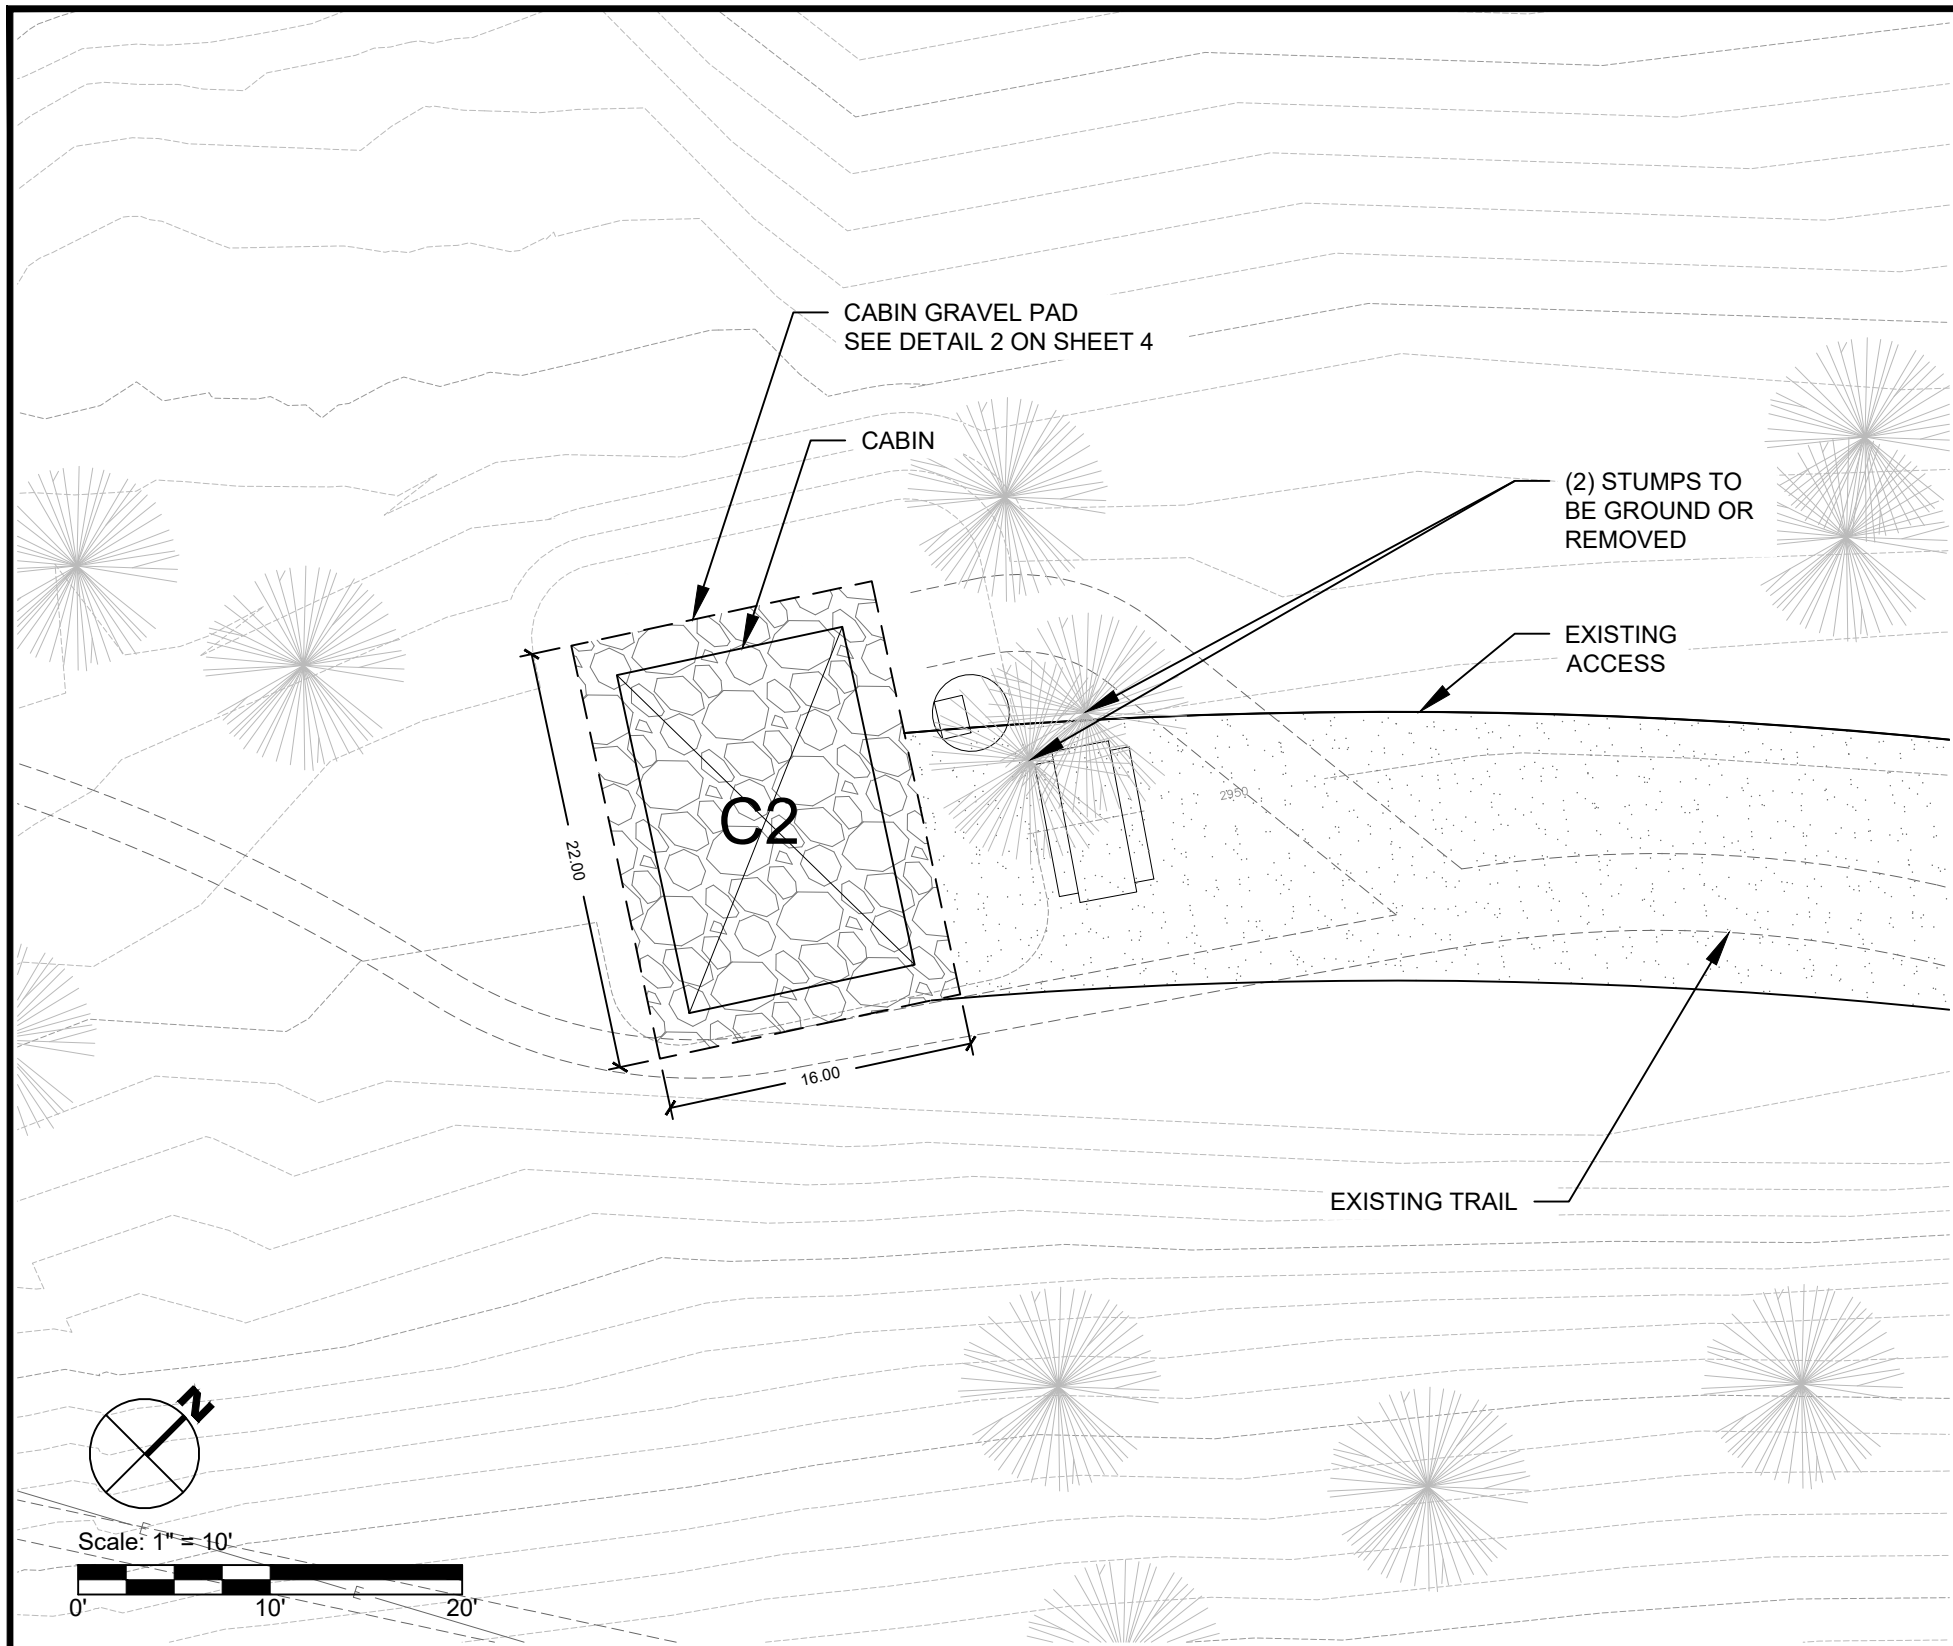 CABIN GRAVEL PAD
SEE DETAIL 2 ON SHEET 4
CABIN
(2) STUMPS TO
BE GROUND OR
REMOVED
EXISTING
ACCESS
2950
C2
22.00
16.00
EXISTING TRAIL
N
Scale: 1" = 10'
E
E
0' 10' 20'